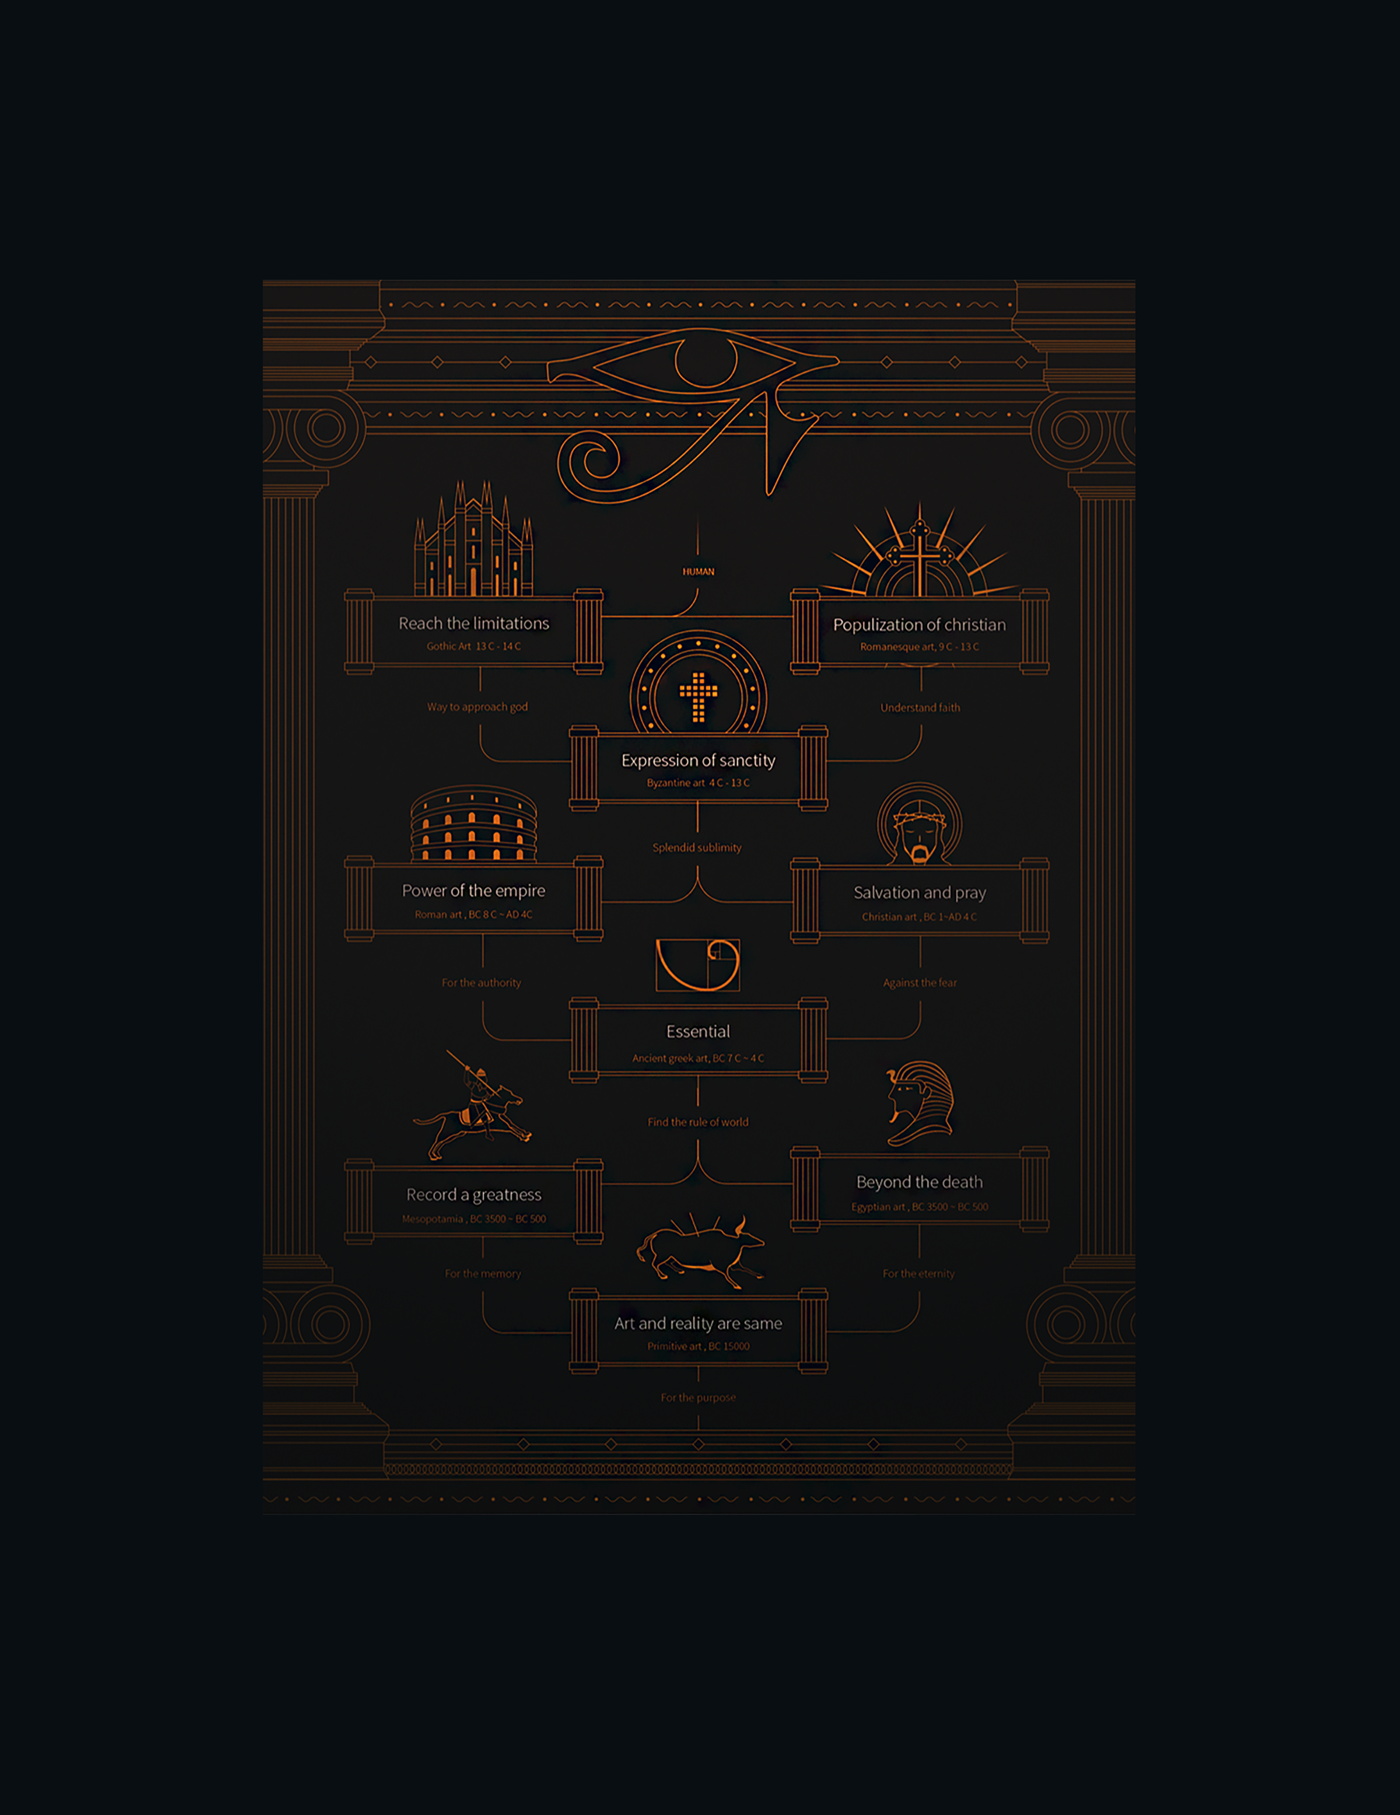 HUMAN
Reach the limitations
Gothic Art 13 C - 14 C
Populization of christian
Romanesque art, 9 C - 13 C
Way to approach god
Understand faith
Expression of sanctity
Byzantine art 4 C - 13 C
Splendid sublimity
Power of the empire
Roman art , BC 8 C ~ AD 4C
Salvation and pray
Christian art , BC 1~AD 4 C
For the authority
Against the fear
Essential
Ancient greek art, BC 7 C ~ 4 C
Find the rule of world
Record a greatness
Mesopotamia , BC 3500 ~ BC 500
Beyond the death
Egyptian art , BC 3500 ~ BC 500
For the memory
For the eternity
Art and reality are same
Primitive art , BC 15000
For the purpose